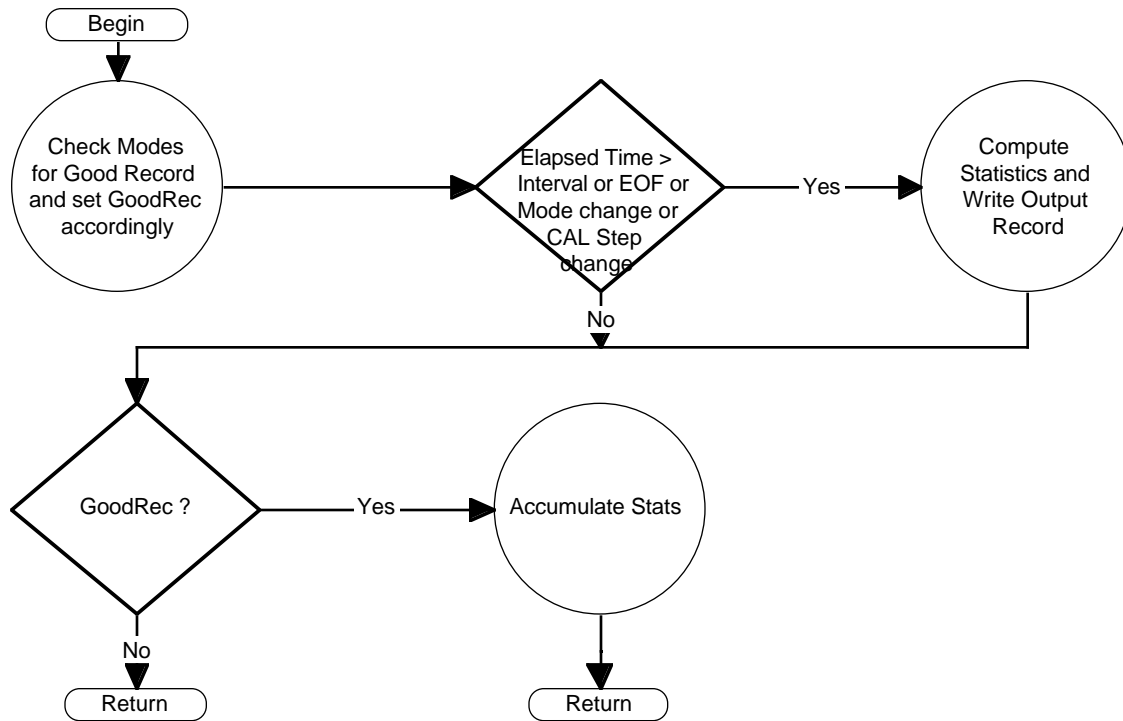 Begin
Check Modes
for Good Record
and set GoodRec
accordingly
Elapsed Time >
Interval or EOF or
Mode change or
CAL Step
change
Yes
Compute
Statistics and
Write Output
Record
No
GoodRec ?
Yes
Accumulate Stats
No
Return
Return